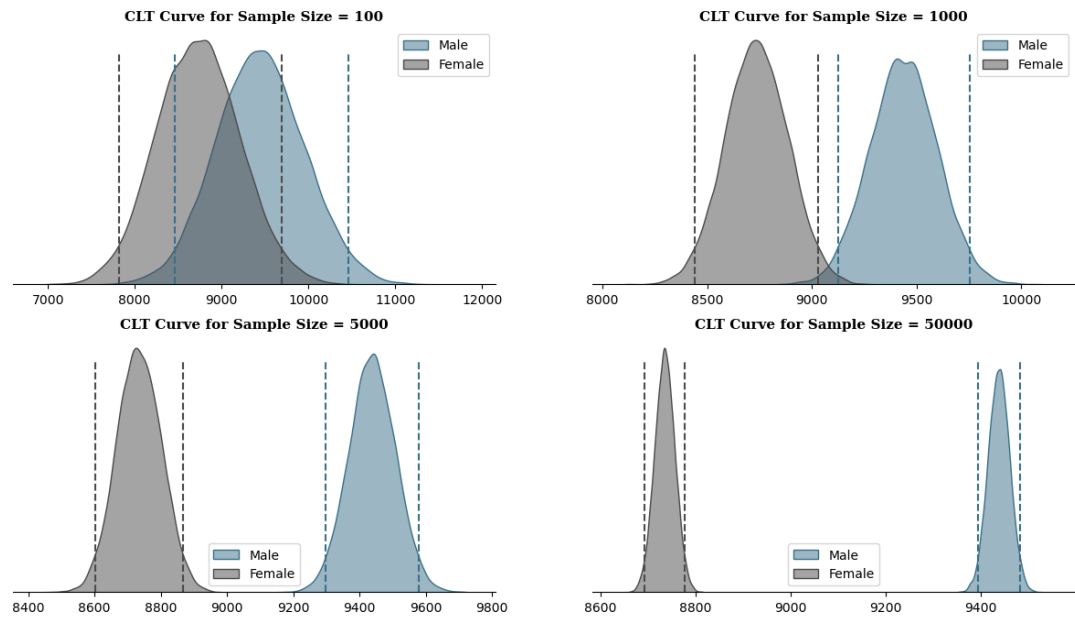 CLT Curve for Sample Size = 100
Male
Female
7000 8000 9000 10000 11000 12000
CLT Curve for Sample Size = 1000
Male
Female
8000 8500 9000 9500 10000
CLT Curve for Sample Size = 5000
Male
Female
8400 8600 8800 9000 9200 9400 9600 9800
CLT Curve for Sample Size = 50000
Male
Female
8600 8800 9000 9200 9400